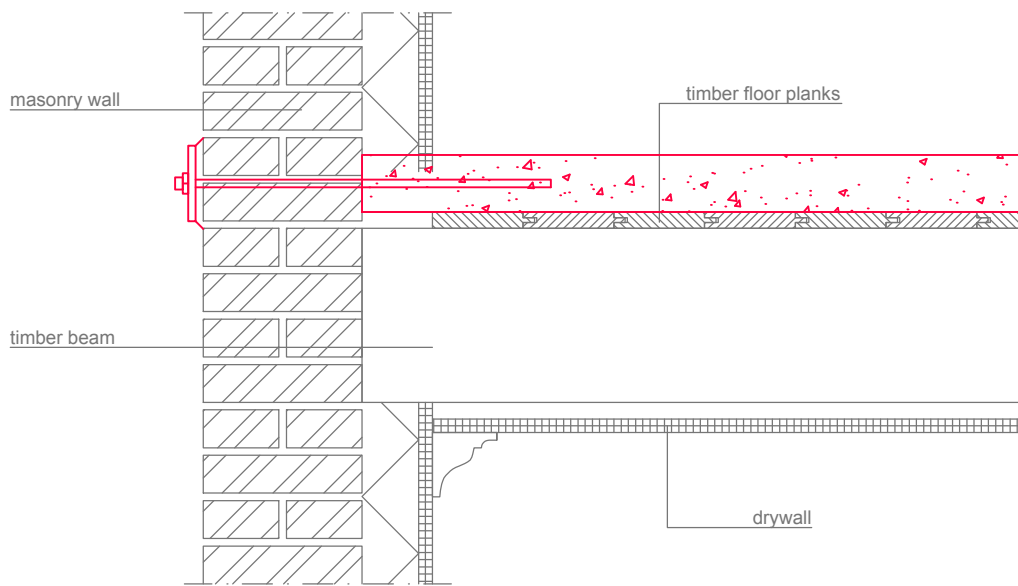 masonry wall
timber floor planks
timber beam
drywall